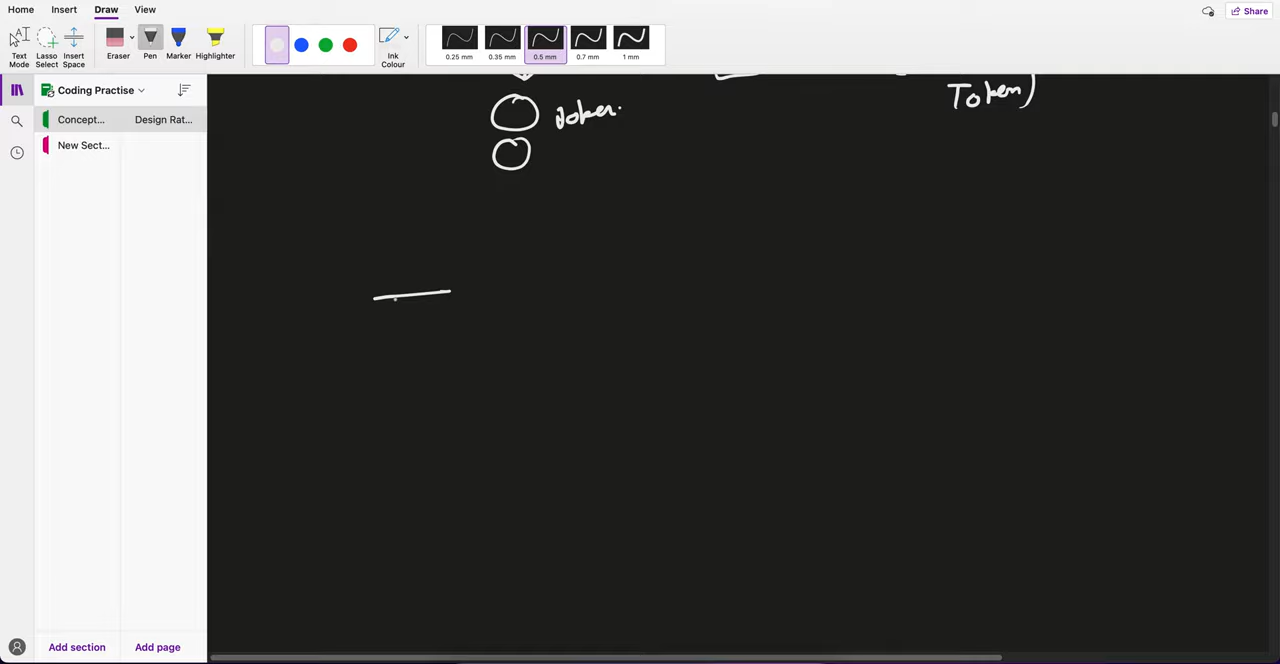 Home Insert Draw View
Share
Text Mode
Lasso Select
Insert Space
Eraser
Pen
Marker
Highlighter
Ink Colour
0.25 mm
0.35 mm
0.5 mm
0.7 mm
1 mm
Coding Practise
Concept... Design Rat...
New Sect...
Token)
Token.
Add section Add page